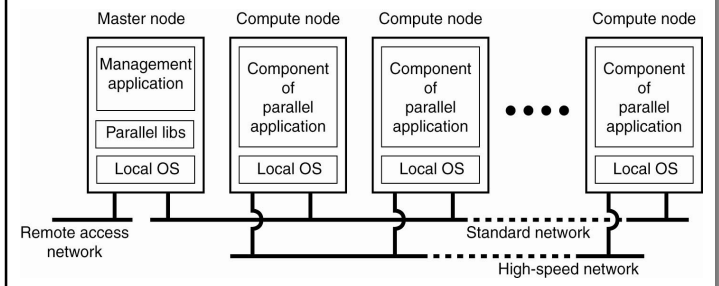 Master node
Compute node
Compute node
Compute node
Management
application
Parallel libs
Local OS
Component
of
parallel
application
Local OS
Component
of
parallel
application
Local OS
Component
of
parallel
application
Local OS
Remote access
network
Standard network
High-speed network